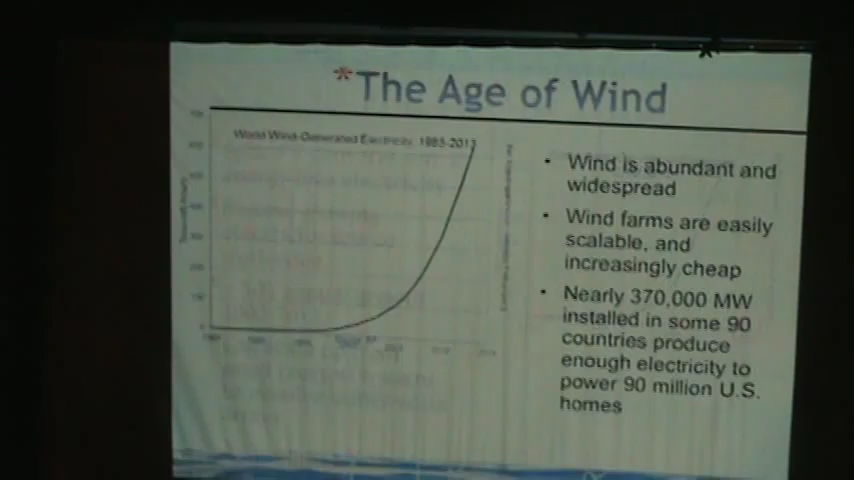 *The Age of Wind
World Wind-Generated Electricity, 1985-2013
• Wind is abundant and
widespread
• Wind farms are easily
scalable, and
increasingly cheap
• Nearly 370,000 MW
installed in some 90
countries produce
enough electricity to
power 90 million U.S.
homes